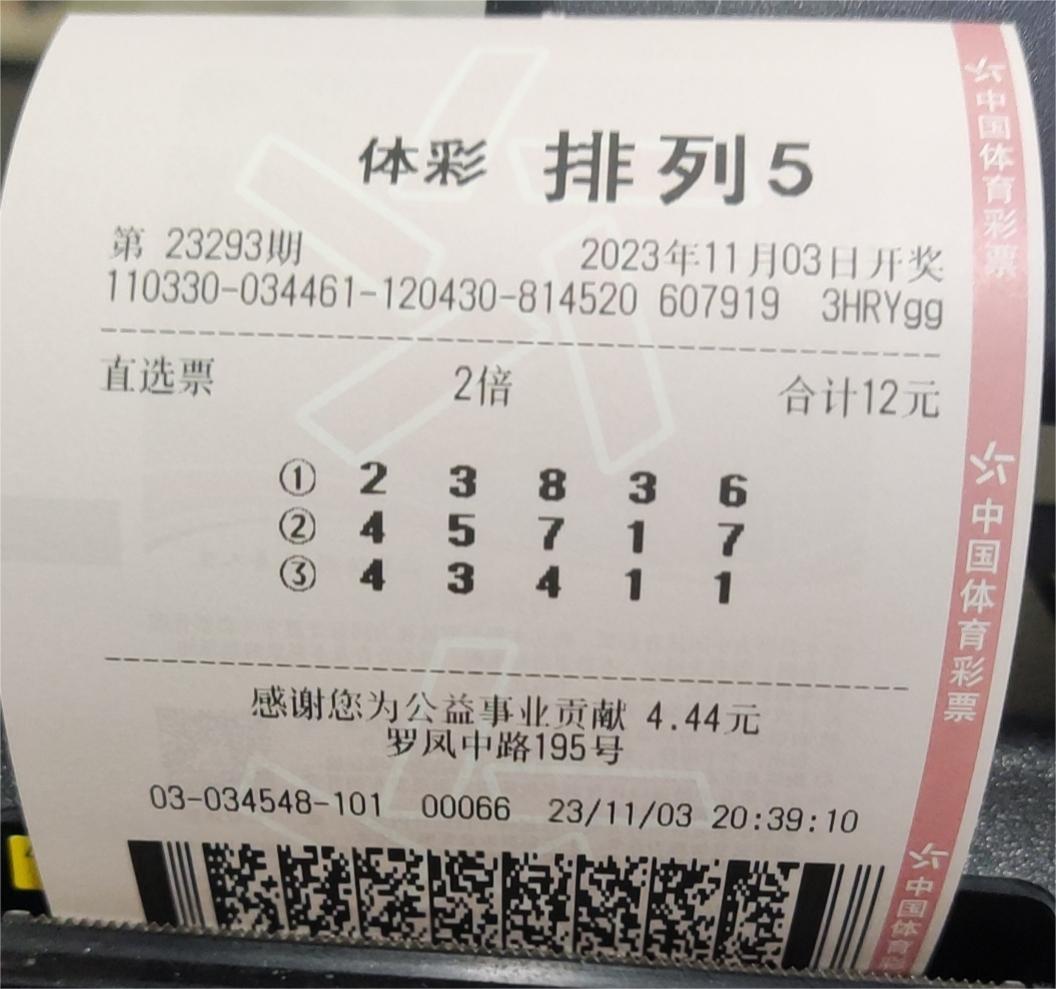 体彩 排列5
第 23293期 2023年11月03日开奖
110330-034461-120430-814520 607919 3HRYgg
直选票 2倍 合计12元
① 2 3 8 3 6
② 4 5 7 1 7
③ 4 3 4 1 1
感谢您为公益事业贡献 4.44元
罗凤中路195号
03-034548-101 00066 23/11/03 20:39:10
中国体育彩票
中国体育彩票
中国体育彩